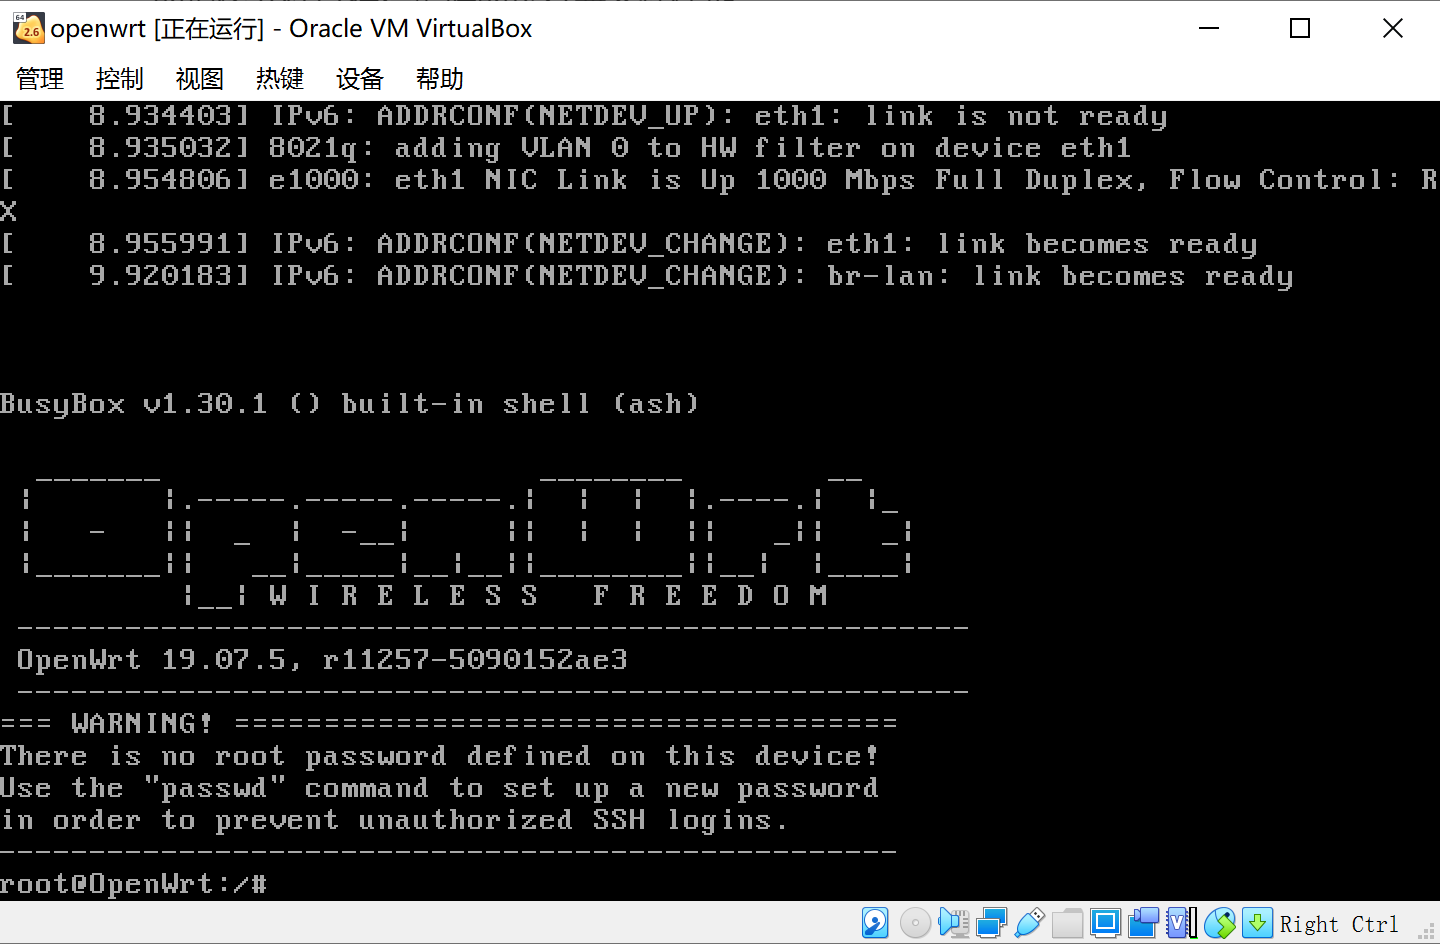 openwrt [正在运行] - Oracle VM VirtualBox
管理 控制 视图 热键 设备 帮助
[    8.934403] IPv6: ADDRCONF(NETDEV_UP): eth1: link is not ready
[    8.935032] 8021q: adding VLAN 0 to HW filter on device eth1
[    8.954806] e1000: eth1 NIC Link is Up 1000 Mbps Full Duplex, Flow Control: R
X
[    8.955991] IPv6: ADDRCONF(NETDEV_CHANGE): eth1: link becomes ready
[    9.920183] IPv6: ADDRCONF(NETDEV_CHANGE): br-lan: link becomes ready
BusyBox v1.30.1 () built-in shell (ash)
OpenWrt
W I R E L E S S   F R E E D O M
OpenWrt 19.07.5, r11257-5090152ae3
=== WARNING! =====================================
There is no root password defined on this device!
Use the "passwd" command to set up a new password
in order to prevent unauthorized SSH logins.
--------------------------------------------------
root@OpenWrt:/#
Right Ctrl